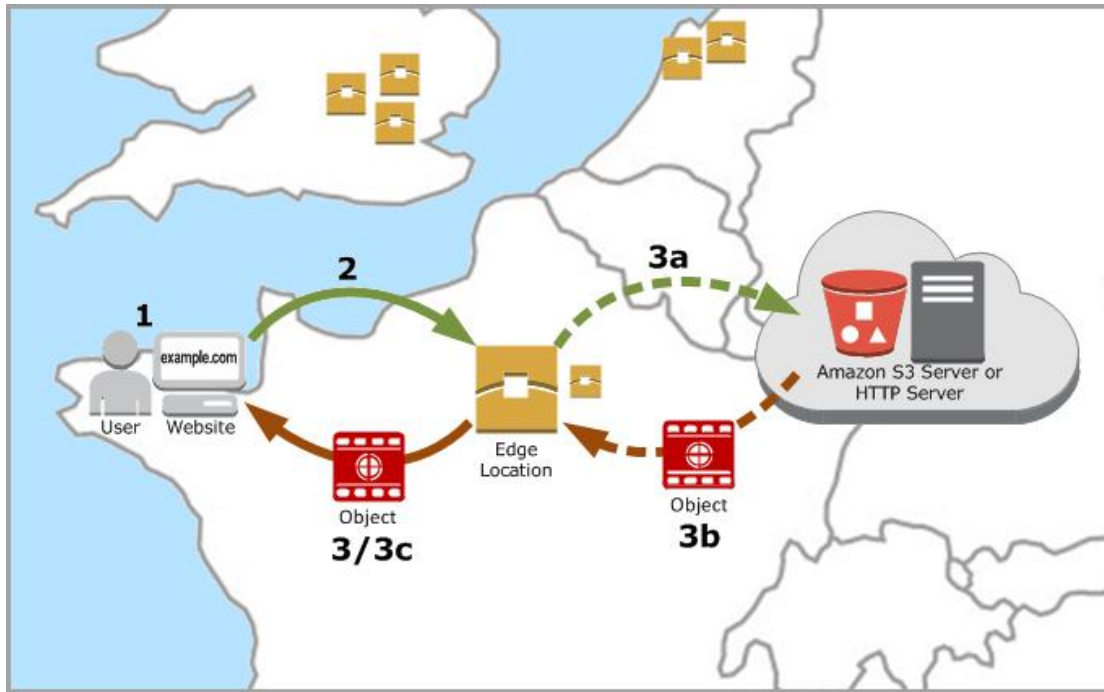 2
3a
1
example.com
User
Website
Edge
Location
Amazon S3 Server or
HTTP Server
Object
3/3c
Object
3b